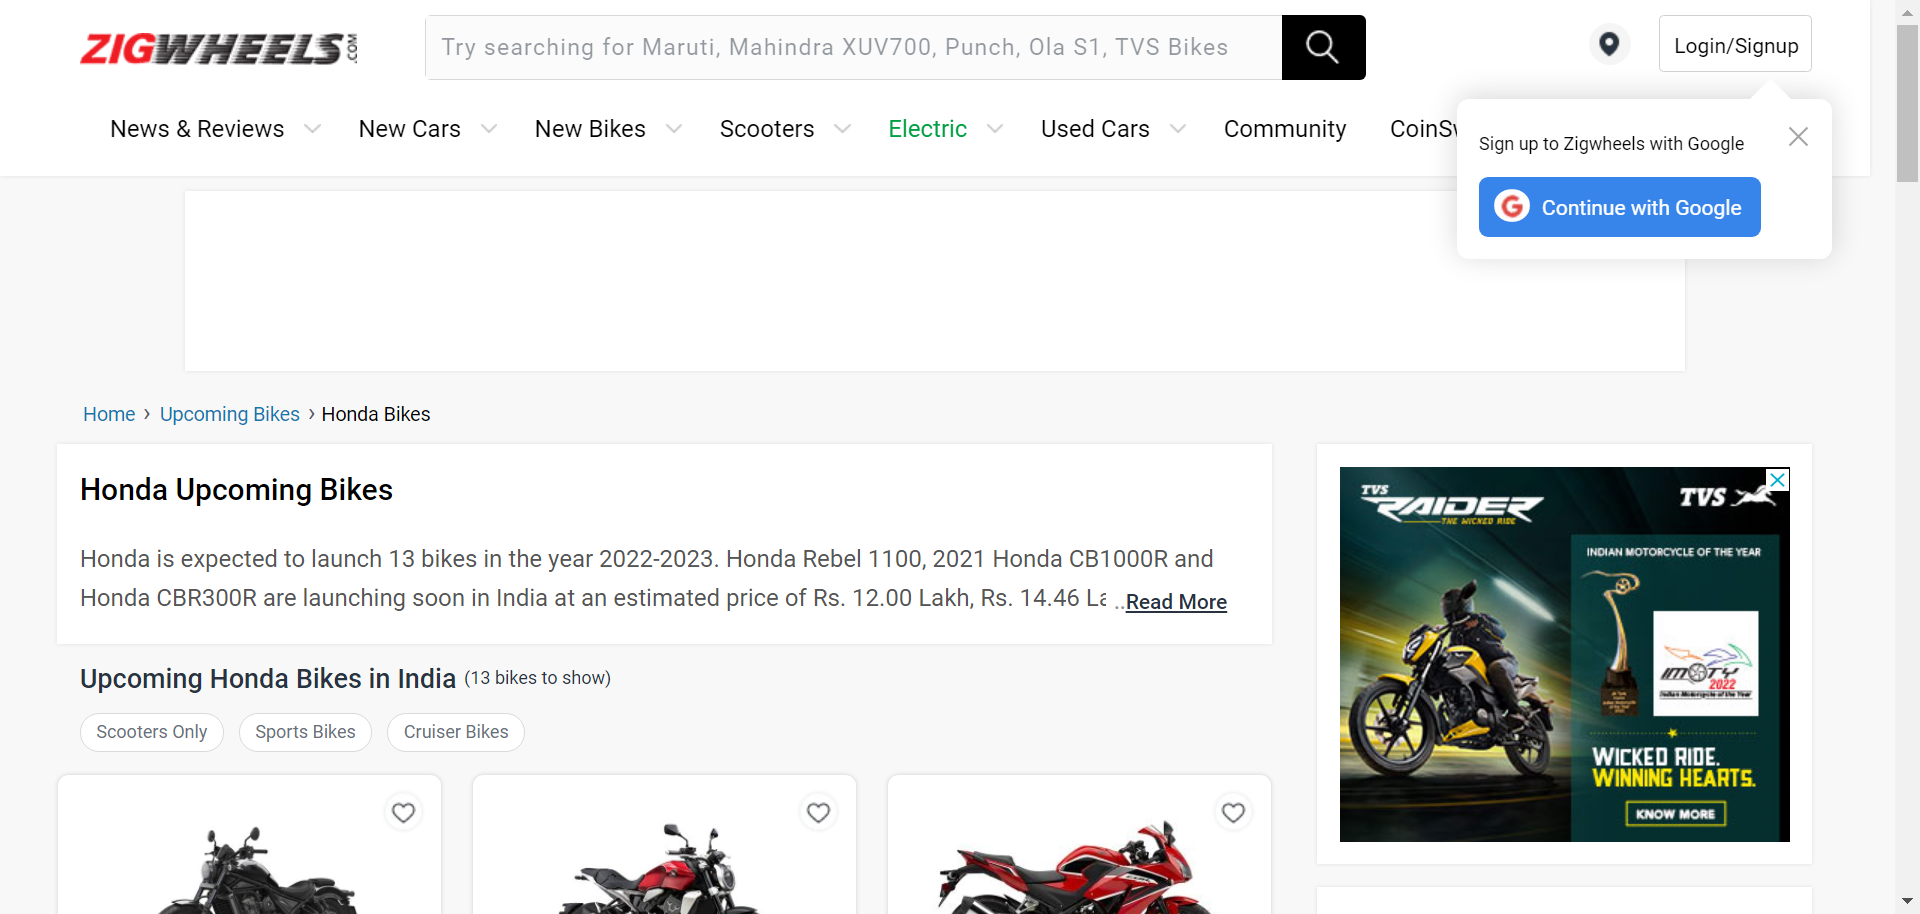 ZIGWHEELS.COM
Try searching for Maruti, Mahindra XUV700, Punch, Ola S1, TVS Bikes
Login/Signup
News & Reviews
New Cars
New Bikes
Scooters
Electric
Used Cars
Community
Sign up to Zigwheels with Google
Continue with Google
Home › Upcoming Bikes › Honda Bikes
Honda Upcoming Bikes
Honda is expected to launch 13 bikes in the year 2022-2023. Honda Rebel 1100, 2021 Honda CB1000R and
Honda CBR300R are launching soon in India at an estimated price of Rs. 12.00 Lakh, Rs. 14.46 La ..Read More
Upcoming Honda Bikes in India (13 bikes to show)
Scooters Only
Sports Bikes
Cruiser Bikes
TVS
RAIDER
THE WICKED RIDE
TVS
INDIAN MOTORCYCLE OF THE YEAR
IMOTY
2022
Indian Motorcycle of the Year
WICKED RIDE.
WINNING HEARTS.
KNOW MORE